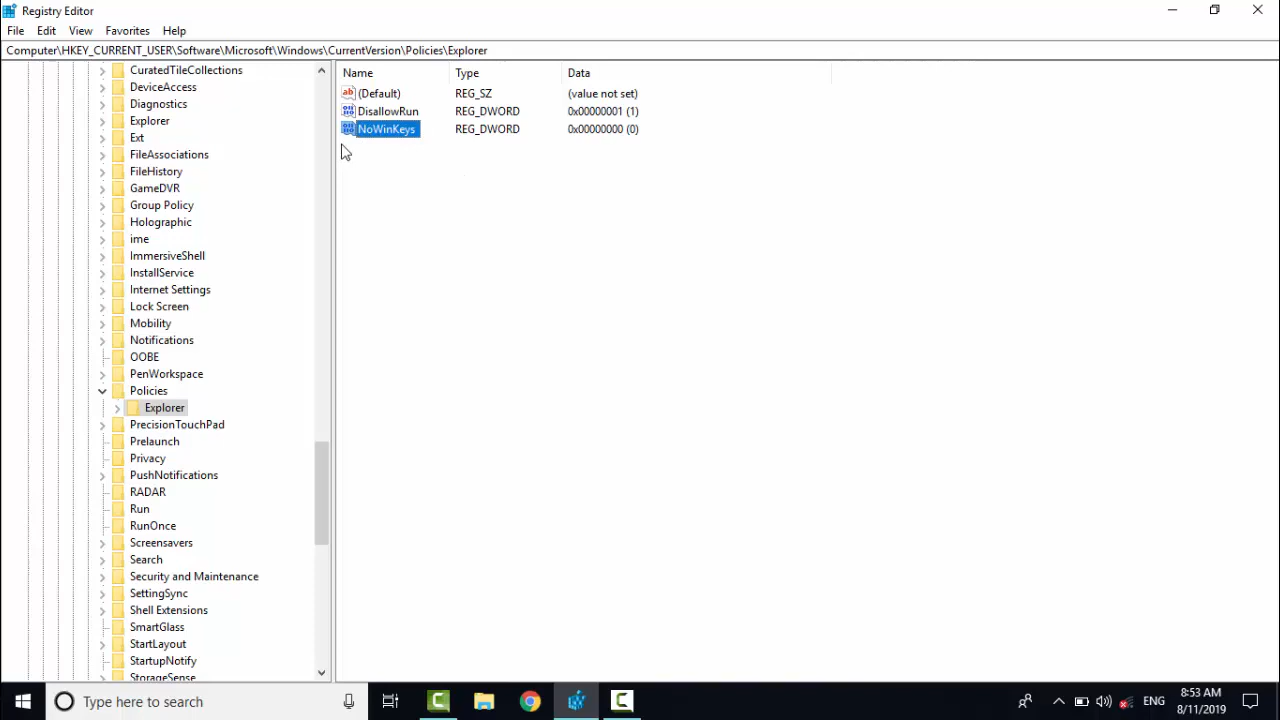 Registry Editor
File Edit View Favorites Help
Computer\HKEY_CURRENT_USER\Software\Microsoft\Windows\CurrentVersion\Policies\Explorer
CuratedTileCollections
DeviceAccess
Diagnostics
Explorer
Ext
FileAssociations
FileHistory
GameDVR
Group Policy
Holographic
ime
ImmersiveShell
InstallService
Internet Settings
Lock Screen
Mobility
Notifications
OOBE
PenWorkspace
Policies
Explorer
PrecisionTouchPad
Prelaunch
Privacy
PushNotifications
RADAR
Run
RunOnce
Screensavers
Search
Security and Maintenance
SettingSync
Shell Extensions
SmartGlass
StartLayout
StartupNotify
StorageSense
Name Type Data
(Default) REG_SZ (value not set)
DisallowRun REG_DWORD 0x00000001 (1)
NoWinKeys REG_DWORD 0x00000000 (0)
Type here to search
ENG
8:53 AM
8/11/2019